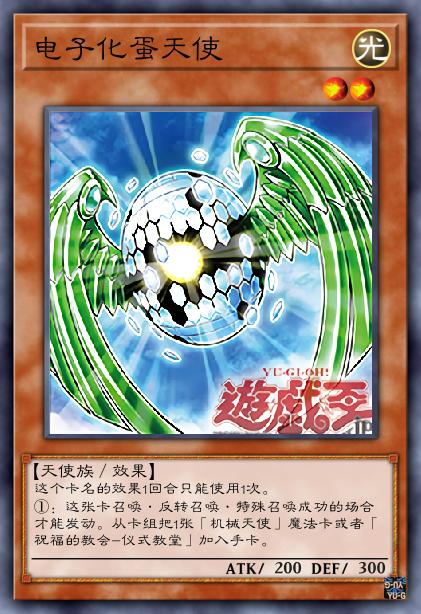 电子化蛋天使
光
YU-GI-OH!
遊戯王
【天使族 / 效果】
这个卡名的效果1回合只能使用1次。
①：这张卡召唤·反转召唤·特殊召唤成功的场合
才能发动。从卡组把1张「机械天使」魔法卡或者「
祝福的教会-仪式教堂」加入手卡。
ATK/ 200 DEF/ 300